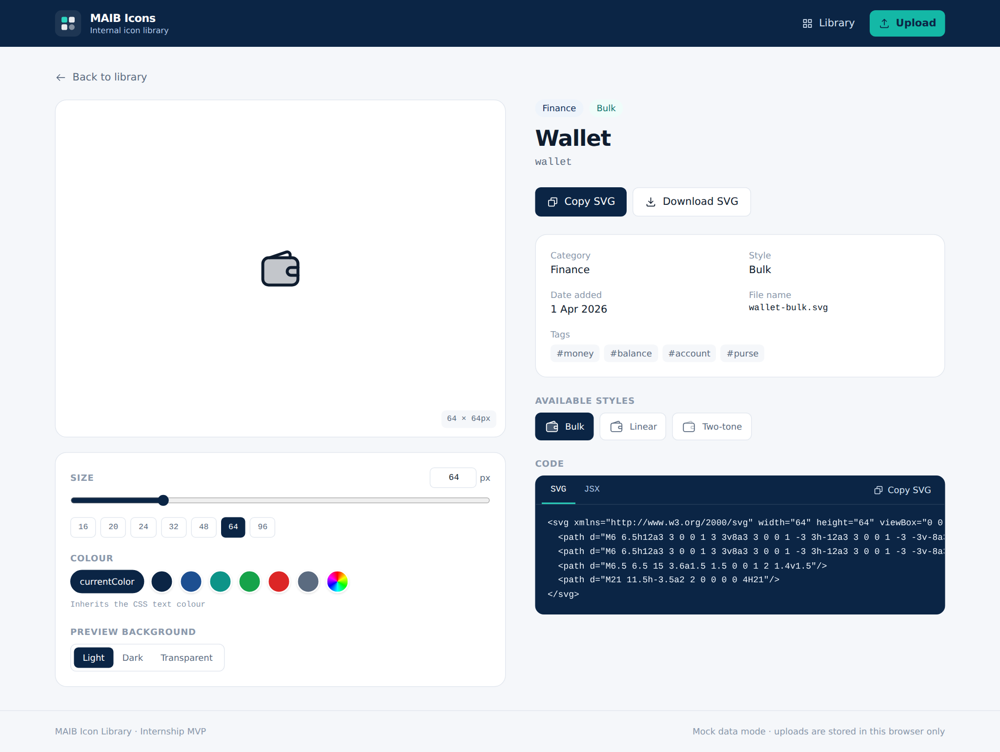 MAIB Icons
Internal icon library
Library
Upload
Back to library
64 × 64px
SIZE
64 px
16 20 24 32 48 64 96
COLOUR
currentColor
Inherits the CSS text colour
PREVIEW BACKGROUND
Light Dark Transparent
Finance Bulk
Wallet
wallet
Copy SVG Download SVG
Category
Finance
Style
Bulk
Date added
1 Apr 2026
File name
wallet-bulk.svg
Tags
#money #balance #account #purse
AVAILABLE STYLES
Bulk Linear Two-tone
CODE
SVG JSX Copy SVG
<svg xmlns="http://www.w3.org/2000/svg" width="64" height="64" viewBox="0 0
<path d="M6 6.5h12a3 3 0 0 1 3 3v8a3 3 0 0 1 -3 3h-12a3 3 0 0 1 -3 -3v-8a
<path d="M6 6.5h12a3 3 0 0 1 3 3v8a3 3 0 0 1 -3 3h-12a3 3 0 0 1 -3 -3v-8a
<path d="M6.5 6.5 15 3.6a1.5 1.5 0 0 1 2 1.4v1.5"/>
<path d="M21 11.5h-3.5a2 2 0 0 0 0 4H21"/>
</svg>
MAIB Icon Library · Internship MVP
Mock data mode · uploads are stored in this browser only